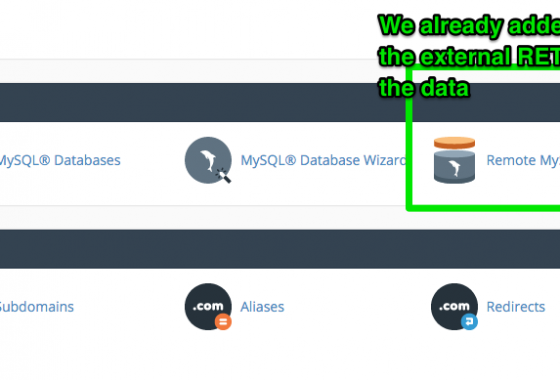 We already adde
the external RET
the data
MySQL® Databases
MySQL® Database Wizard
Remote My
Subdomains
.com
Aliases
.com
Redirects